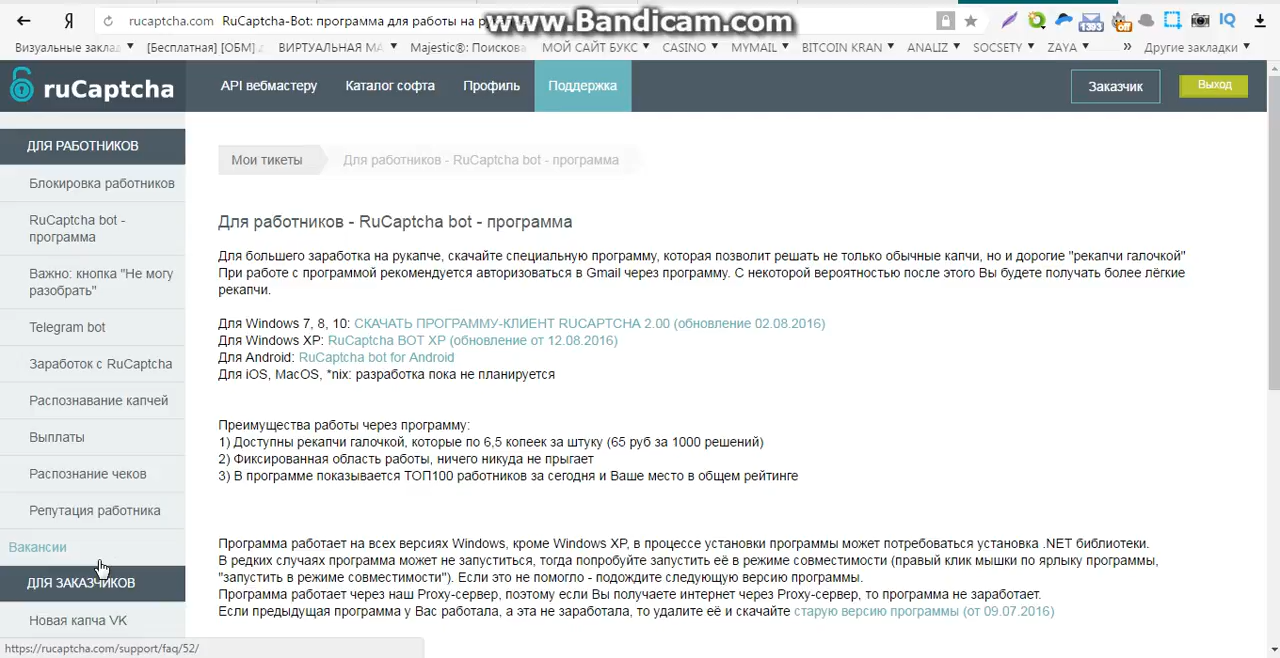 rucaptcha.com RuCaptcha-Bot: программа для работы на р
www.Bandicam.com
1393
off
IQ
Визуальные заклад
[Бесплатная] [ОБМ]
ВИРТУАЛЬНАЯ МА
Majestic®: Поискова
МОЙ САЙТ БУКС
CASINO
MYMAIL
BITCOIN KRAN
ANALIZ
SOCSETY
ZAYA
»
Другие закладки
ruCaptcha
API вебмастеру
Каталог софта
Профиль
Поддержка
Заказчик
Выход
ДЛЯ РАБОТНИКОВ
Блокировка работников
RuCaptcha bot -
программа
Важно: кнопка "Не могу
разобрать"
Telegram bot
Заработок с RuCaptcha
Распознавание капчей
Выплаты
Распознание чеков
Репутация работника
Вакансии
ДЛЯ ЗАКАЗЧИКОВ
Новая капча VK
https://rucaptcha.com/support/faq/52/
Мои тикеты
Для работников - RuCaptcha bot - программа
Для работников - RuCaptcha bot - программа
Для большего заработка на рукапче, скачайте специальную программу, которая позволит решать не только обычные капчи, но и дорогие "рекапчи галочкой"
При работе с программой рекомендуется авторизоваться в Gmail через программу. С некоторой вероятностью после этого Вы будете получать более лёгкие
рекапчи.
Для Windows 7, 8, 10: СКАЧАТЬ ПРОГРАММУ-КЛИЕНТ RUCAPTCHA 2.00 (обновление 02.08.2016)
Для Windows XP: RuCaptcha BOT XP (обновление от 12.08.2016)
Для Android: RuCaptcha bot for Android
Для iOS, MacOS, *nix: разработка пока не планируется
Преимущества работы через программу:
1) Доступны рекапчи галочкой, которые по 6,5 копеек за штуку (65 руб за 1000 решений)
2) Фиксированная область работы, ничего никуда не прыгает
3) В программе показывается ТОП100 работников за сегодня и Ваше место в общем рейтинге
Программа работает на всех версиях Windows, кроме Windows XP, в процессе установки программы может потребоваться установка .NET библиотеки.
В редких случаях программа может не запуститься, тогда попробуйте запустить её в режиме совместимости (правый клик мышки по ярлыку программы,
"запустить в режиме совместимости"). Если это не помогло - подождите следующую версию программы.
Программа работает через наш Proxy-сервер, поэтому если Вы получаете интернет через Proxy-сервер, то программа не заработает.
Если предыдущая программа у Вас работала, а эта не заработала, то удалите её и скачайте старую версию программы (от 09.07.2016)